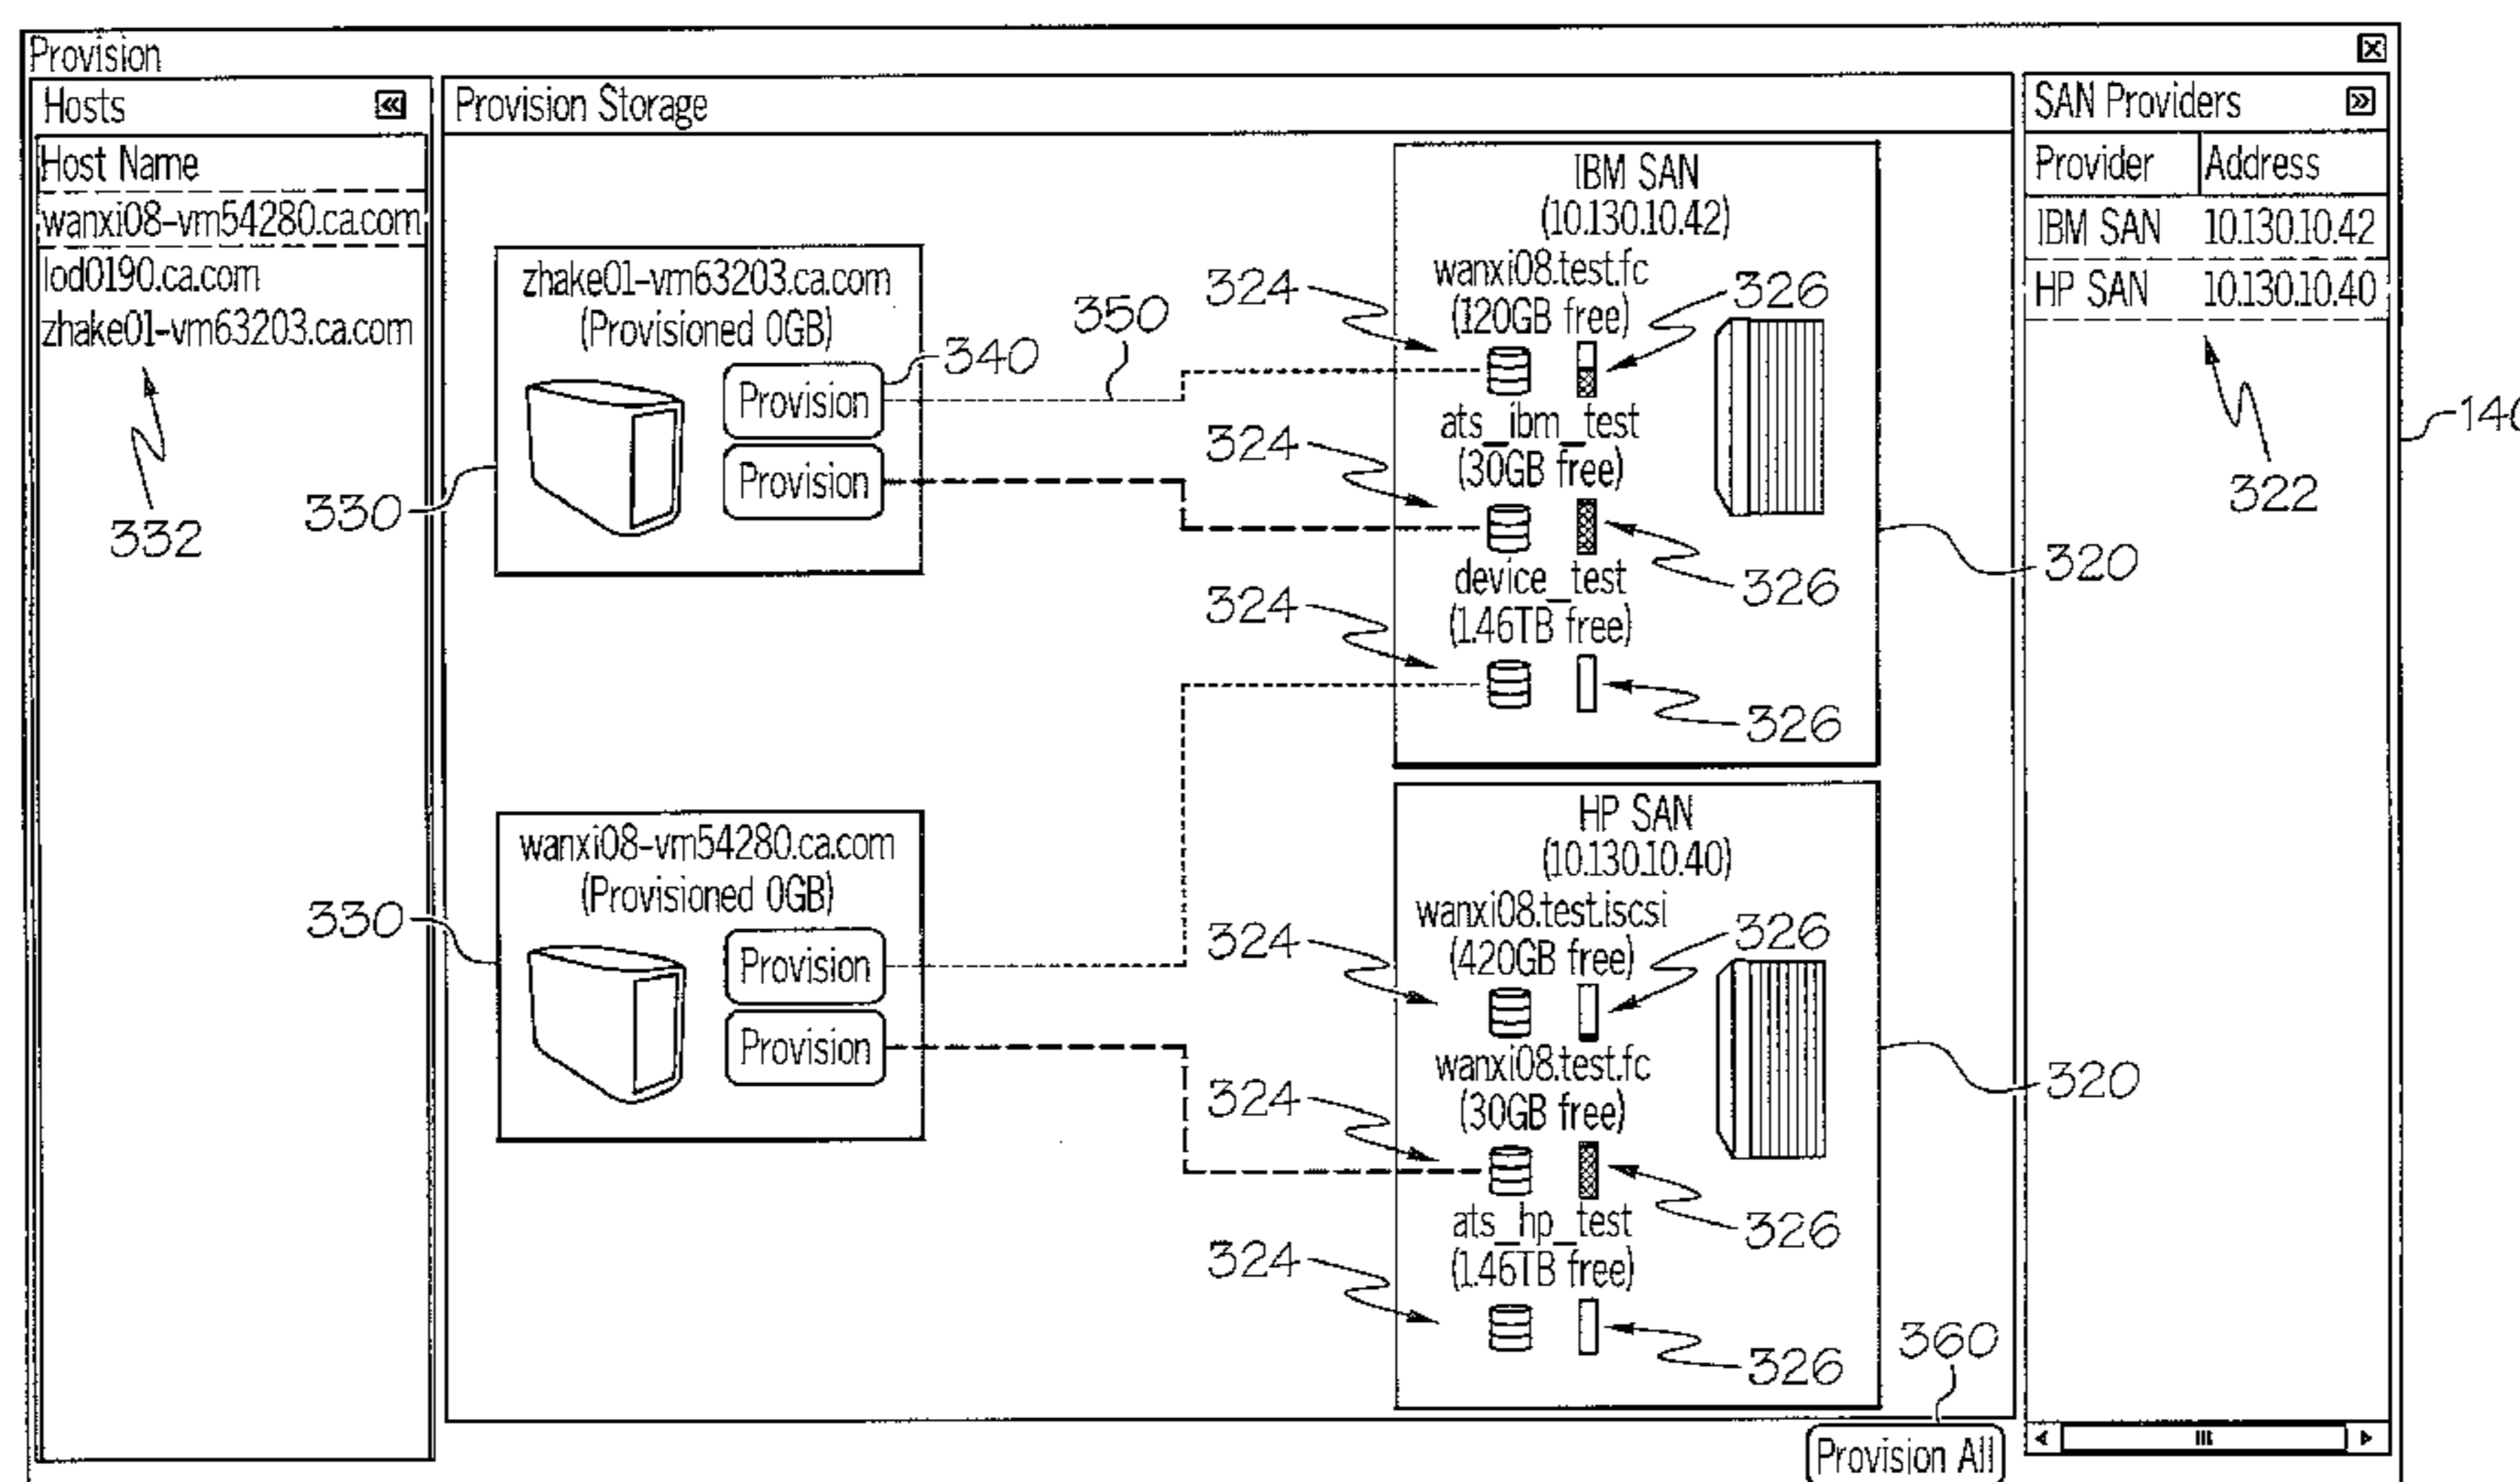 Provision
Hosts
Host Name
wanxi08-vm54280.ca.com
lod0190.ca.com
zhake01-vm63203.ca.com
332
Provision Storage
zhake01-vm63203.ca.com
(Provisioned 0GB)
Provision
Provision
340
350
330
wanxi08-vm54280.ca.com
(Provisioned 0GB)
Provision
Provision
330
IBM SAN
(10.130.10.42)
wanxi08.test.fc
(120GB free)
324
326
ats_ibm_test
(30GB free)
324
326
device_test
(1.46TB free)
324
326
320
HP SAN
(10.130.10.40)
wanxi08.test.iscsi
(420GB free)
324
326
wanxi08.test.fc
(30GB free)
324
326
ats_hp_test
(1.46TB free)
324
326
320
360
Provision All
SAN Providers
Provider Address
IBM SAN 10.130.10.42
HP SAN 10.130.10.40
322